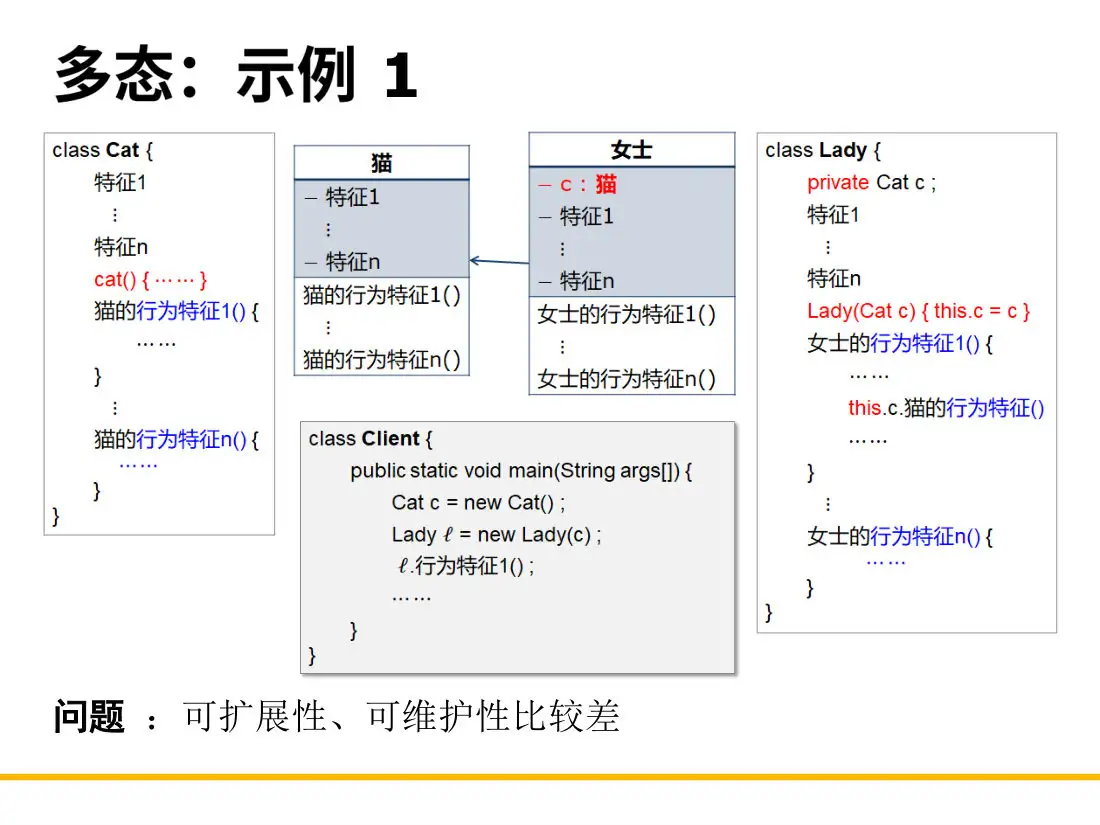 多态：示例 1
class Cat {
特征1
⋮
特征n
cat() { …… }
猫的行为特征1() {
……
}
⋮
猫的行为特征n() {
……
}
}
猫
– 特征1
⋮
– 特征n
猫的行为特征1()
⋮
猫的行为特征n()
女士
– c : 猫
– 特征1
⋮
– 特征n
女士的行为特征1()
⋮
女士的行为特征n()
class Lady {
private Cat c ;
特征1
⋮
特征n
Lady(Cat c) { this.c = c }
女士的行为特征1() {
……
this.c.猫的行为特征()
……
}
⋮
女士的行为特征n() {
……
}
}
class Client {
public static void main(String args[]) {
Cat c = new Cat() ;
Lady ℓ = new Lady(c) ;
ℓ.行为特征1() ;
……
}
}
问题 ：可扩展性、可维护性比较差